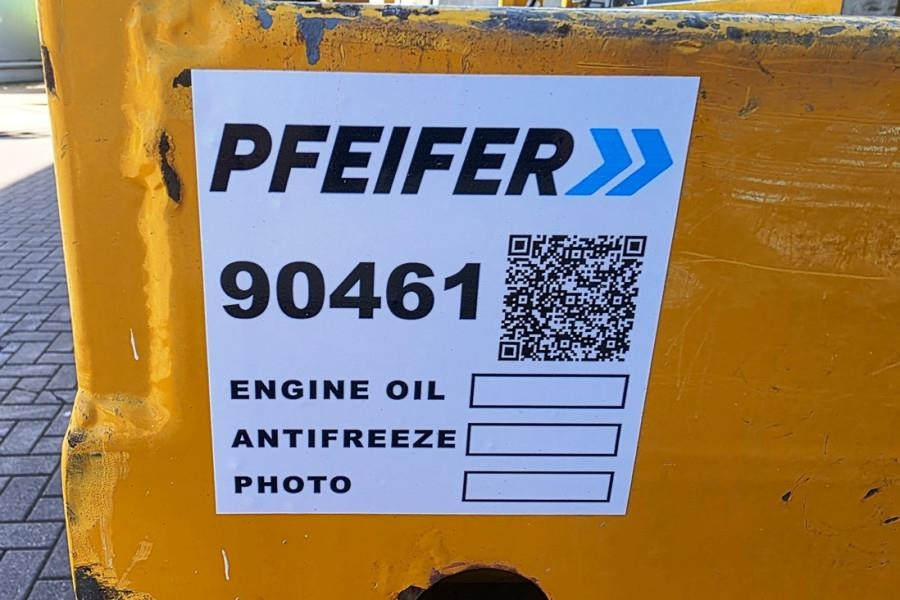 PFEIFER
90461
ENGINE OIL
ANTIFREEZE
PHOTO